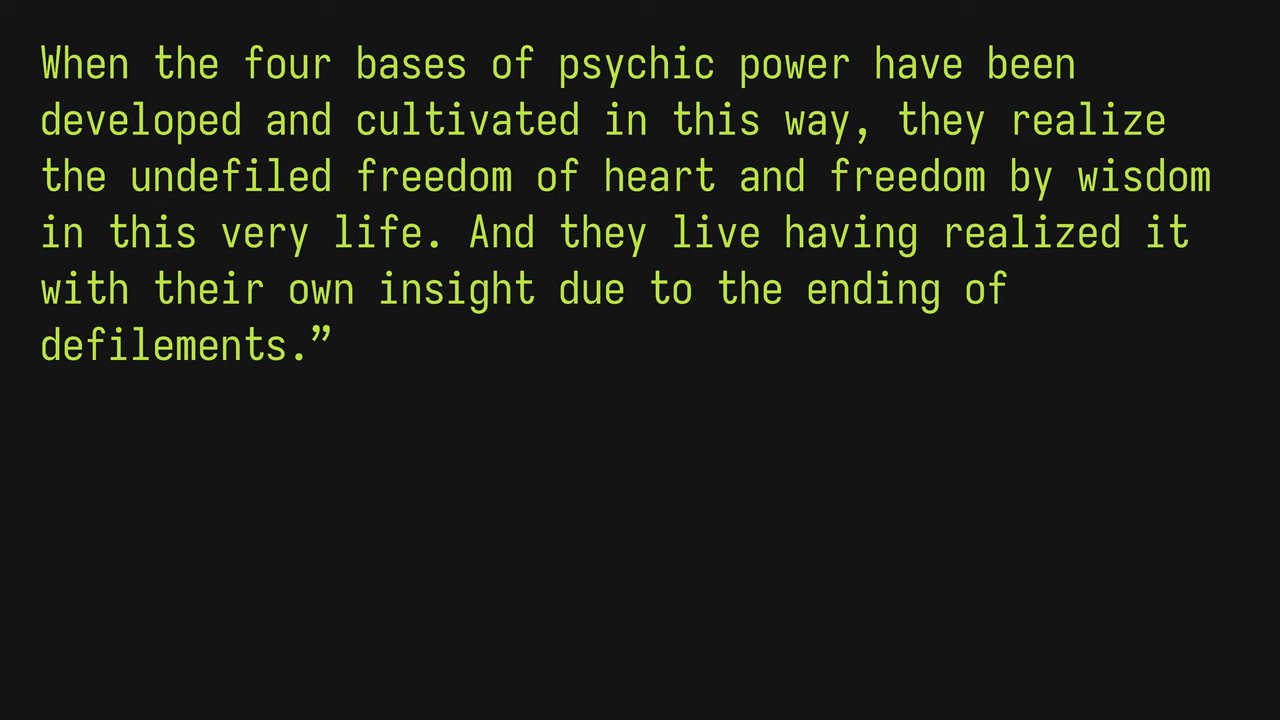 When the four bases of psychic power have been
developed and cultivated in this way, they realize
the undefiled freedom of heart and freedom by wisdom
in this very life. And they live having realized it
with their own insight due to the ending of
defilements.”